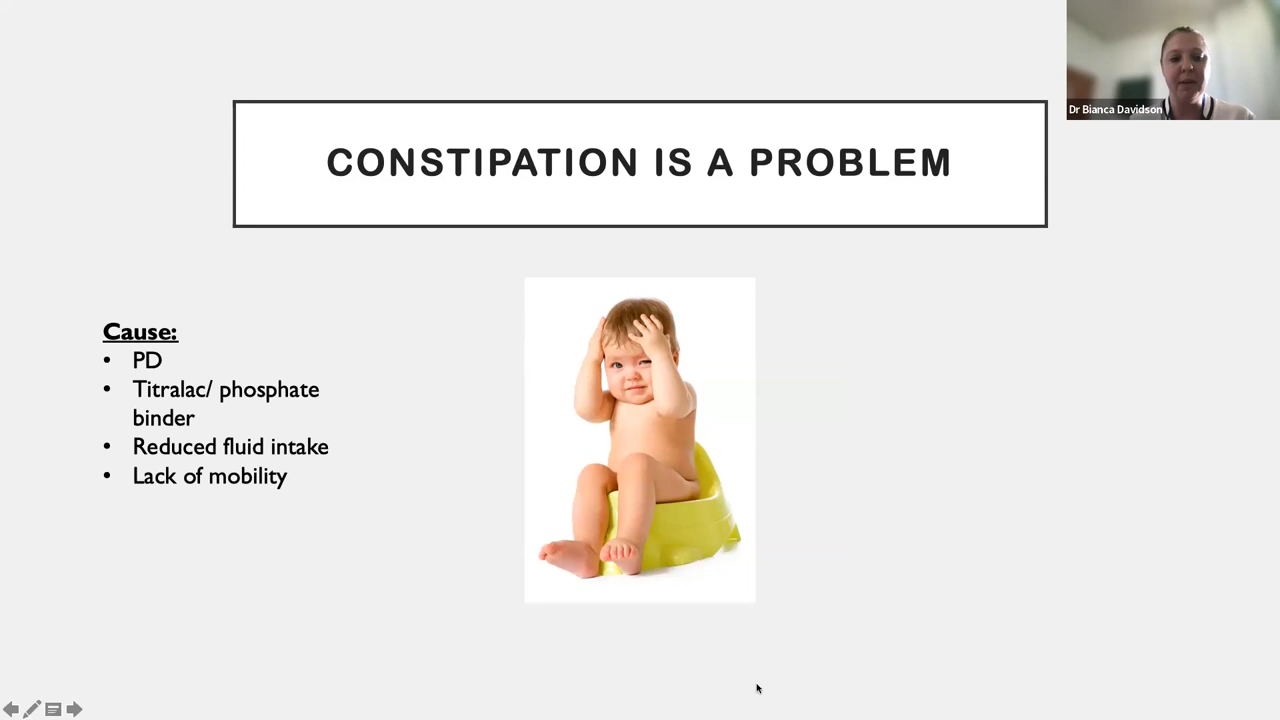 Dr Bianca Davidson
CONSTIPATION IS A PROBLEM
Cause:
• PD
• Titralac/ phosphate
binder
• Reduced fluid intake
• Lack of mobility